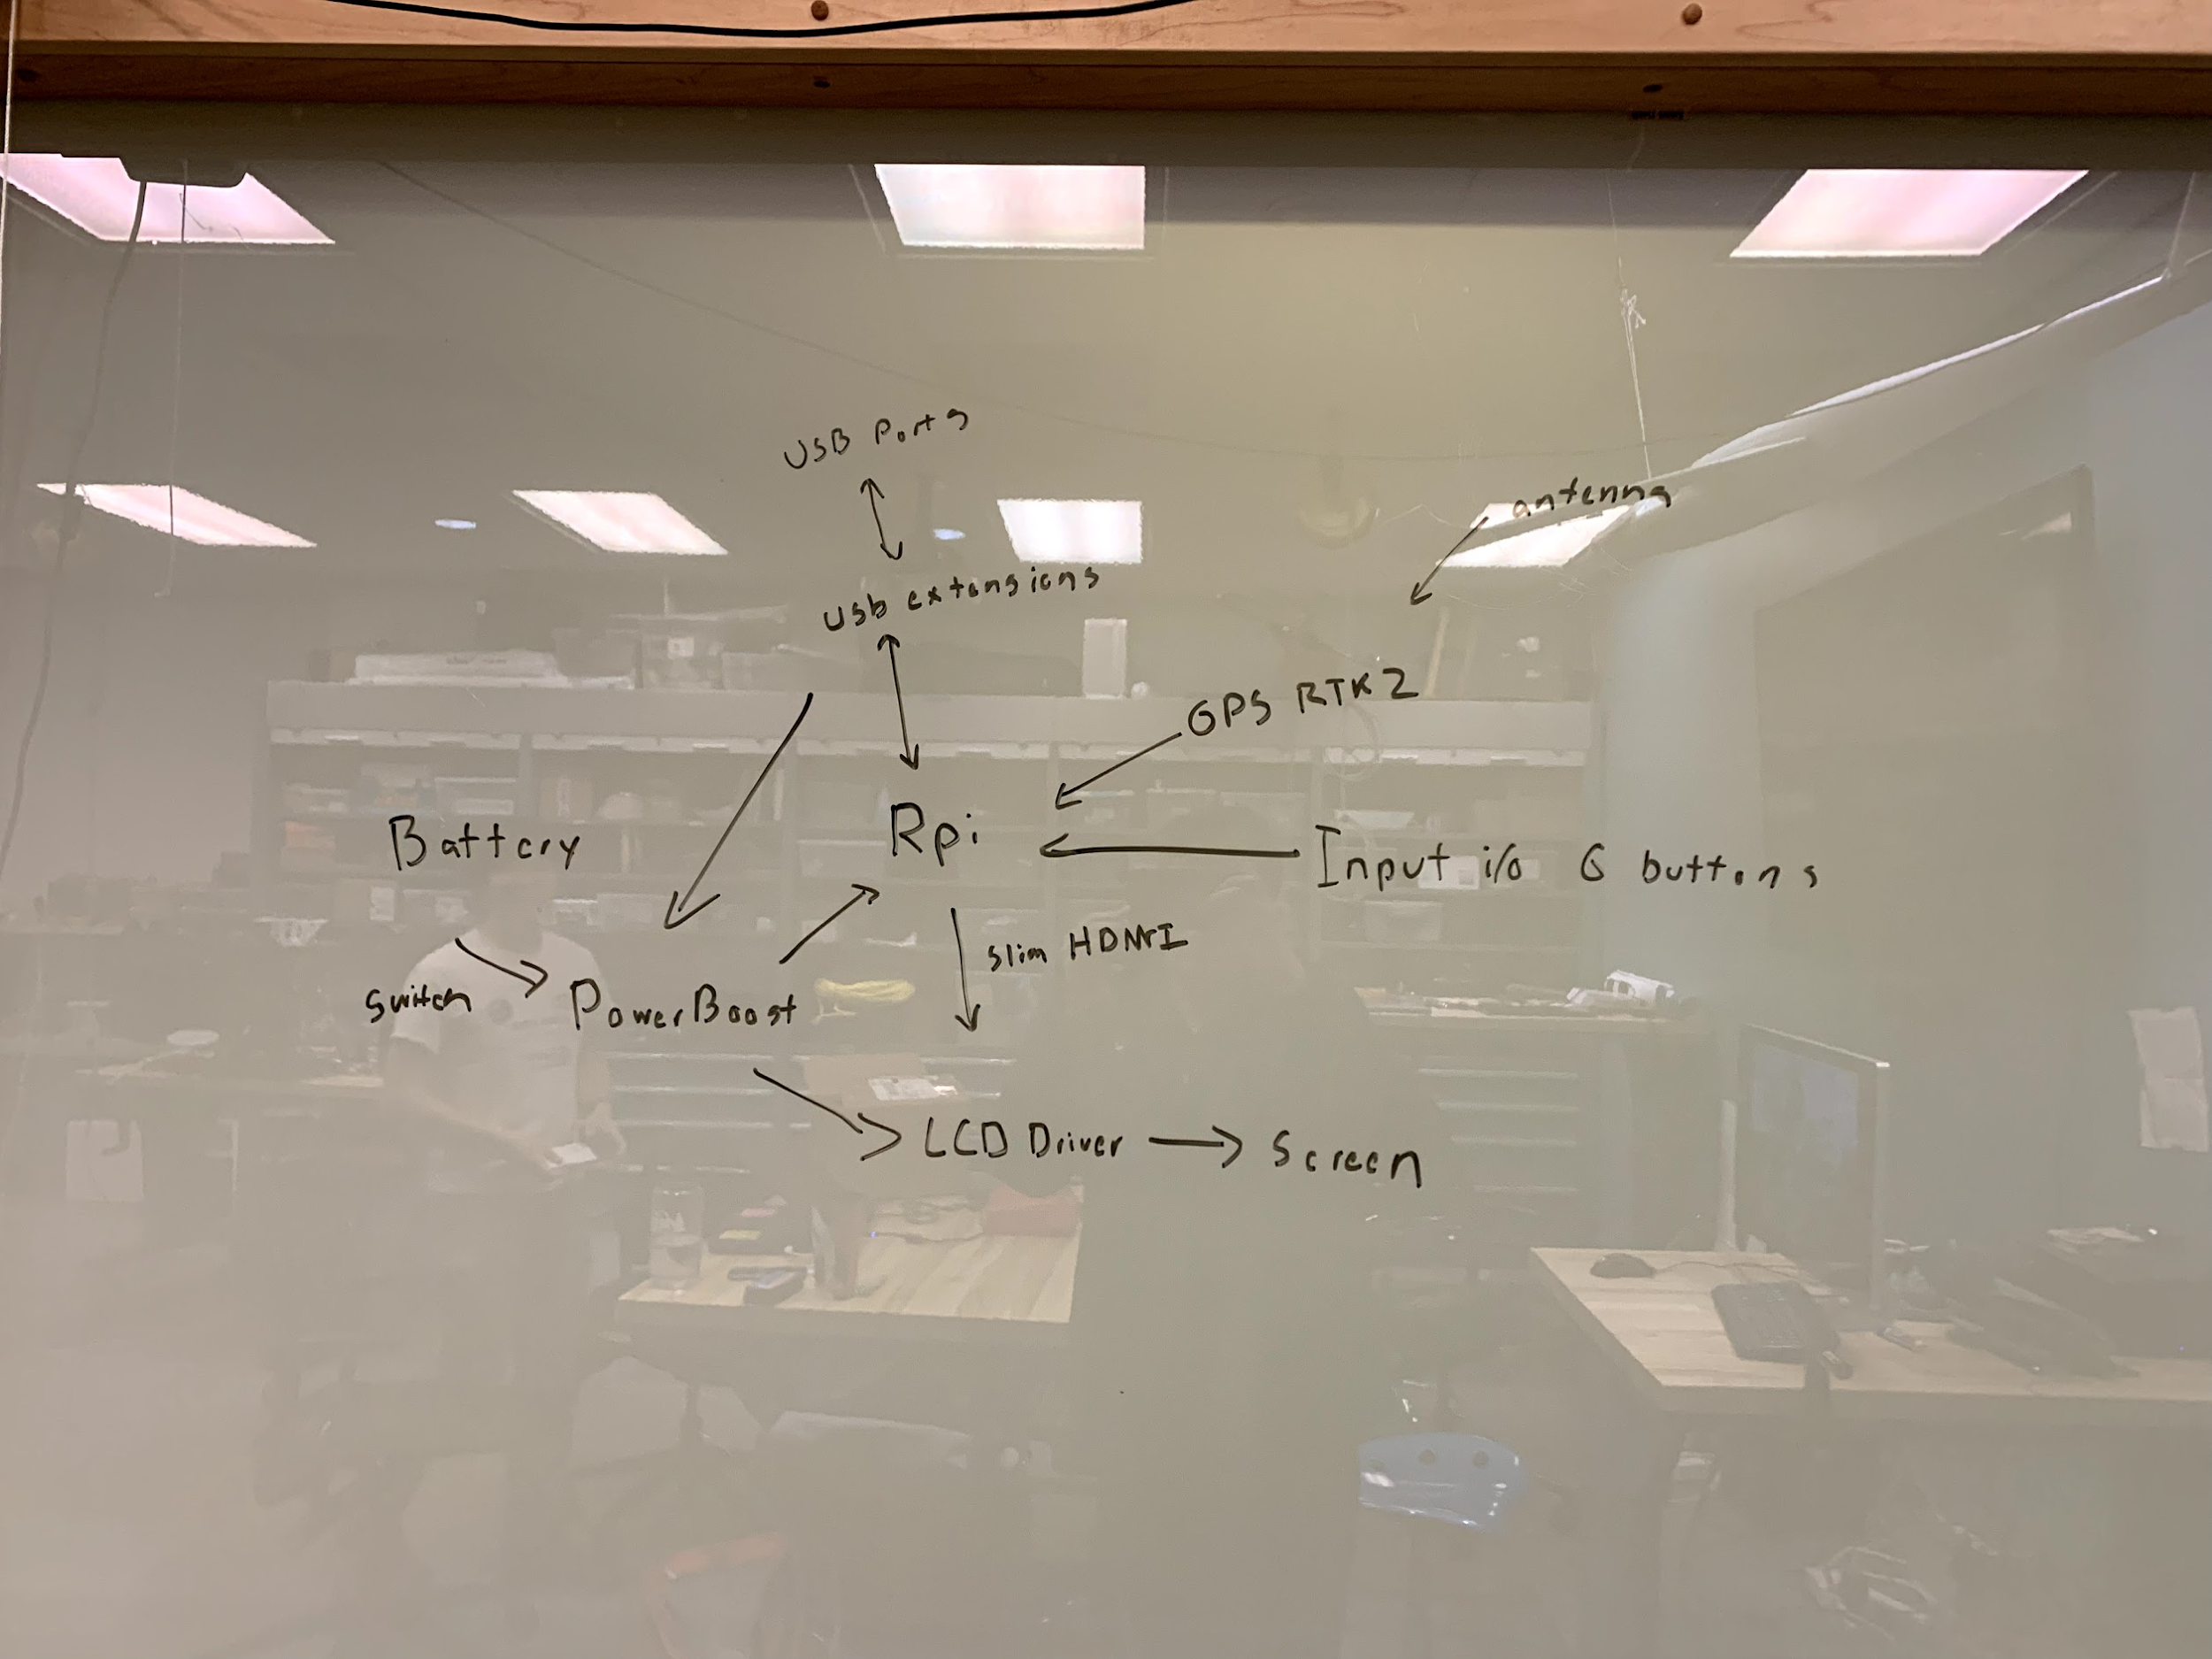 USB Ports
antenna
usb extensions
GPS RTK2
Rpi
Battery
Input i/o 6 buttons
slim HDMI
switch
PowerBoost
LCD Driver
Screen